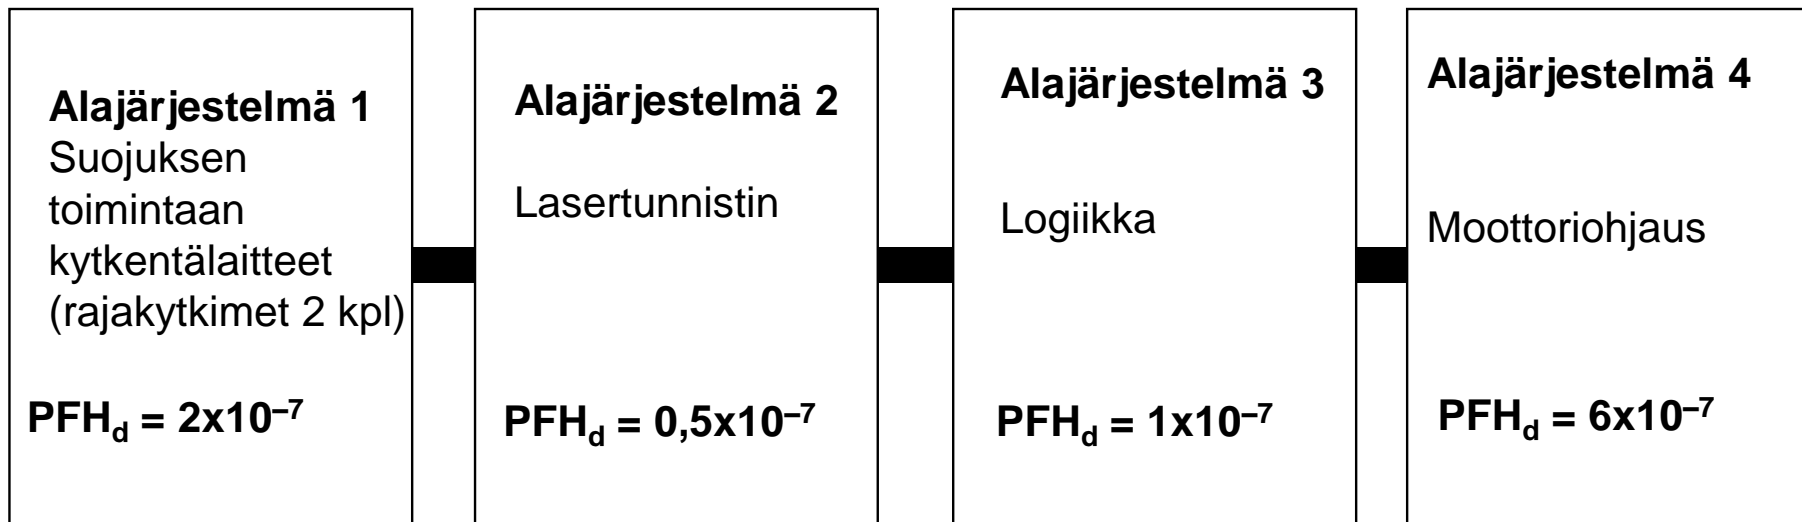 Alajärjestelmä 1
Suojuksen
toimintaan
kytkentälaitteet
(rajakytkimet 2 kpl)
PFHd = 2x10–7
Alajärjestelmä 2
Lasertunnistin
PFHd = 0,5x10–7
Alajärjestelmä 3
Logiikka
PFHd = 1x10–7
Alajärjestelmä 4
Moottoriohjaus
PFHd = 6x10–7